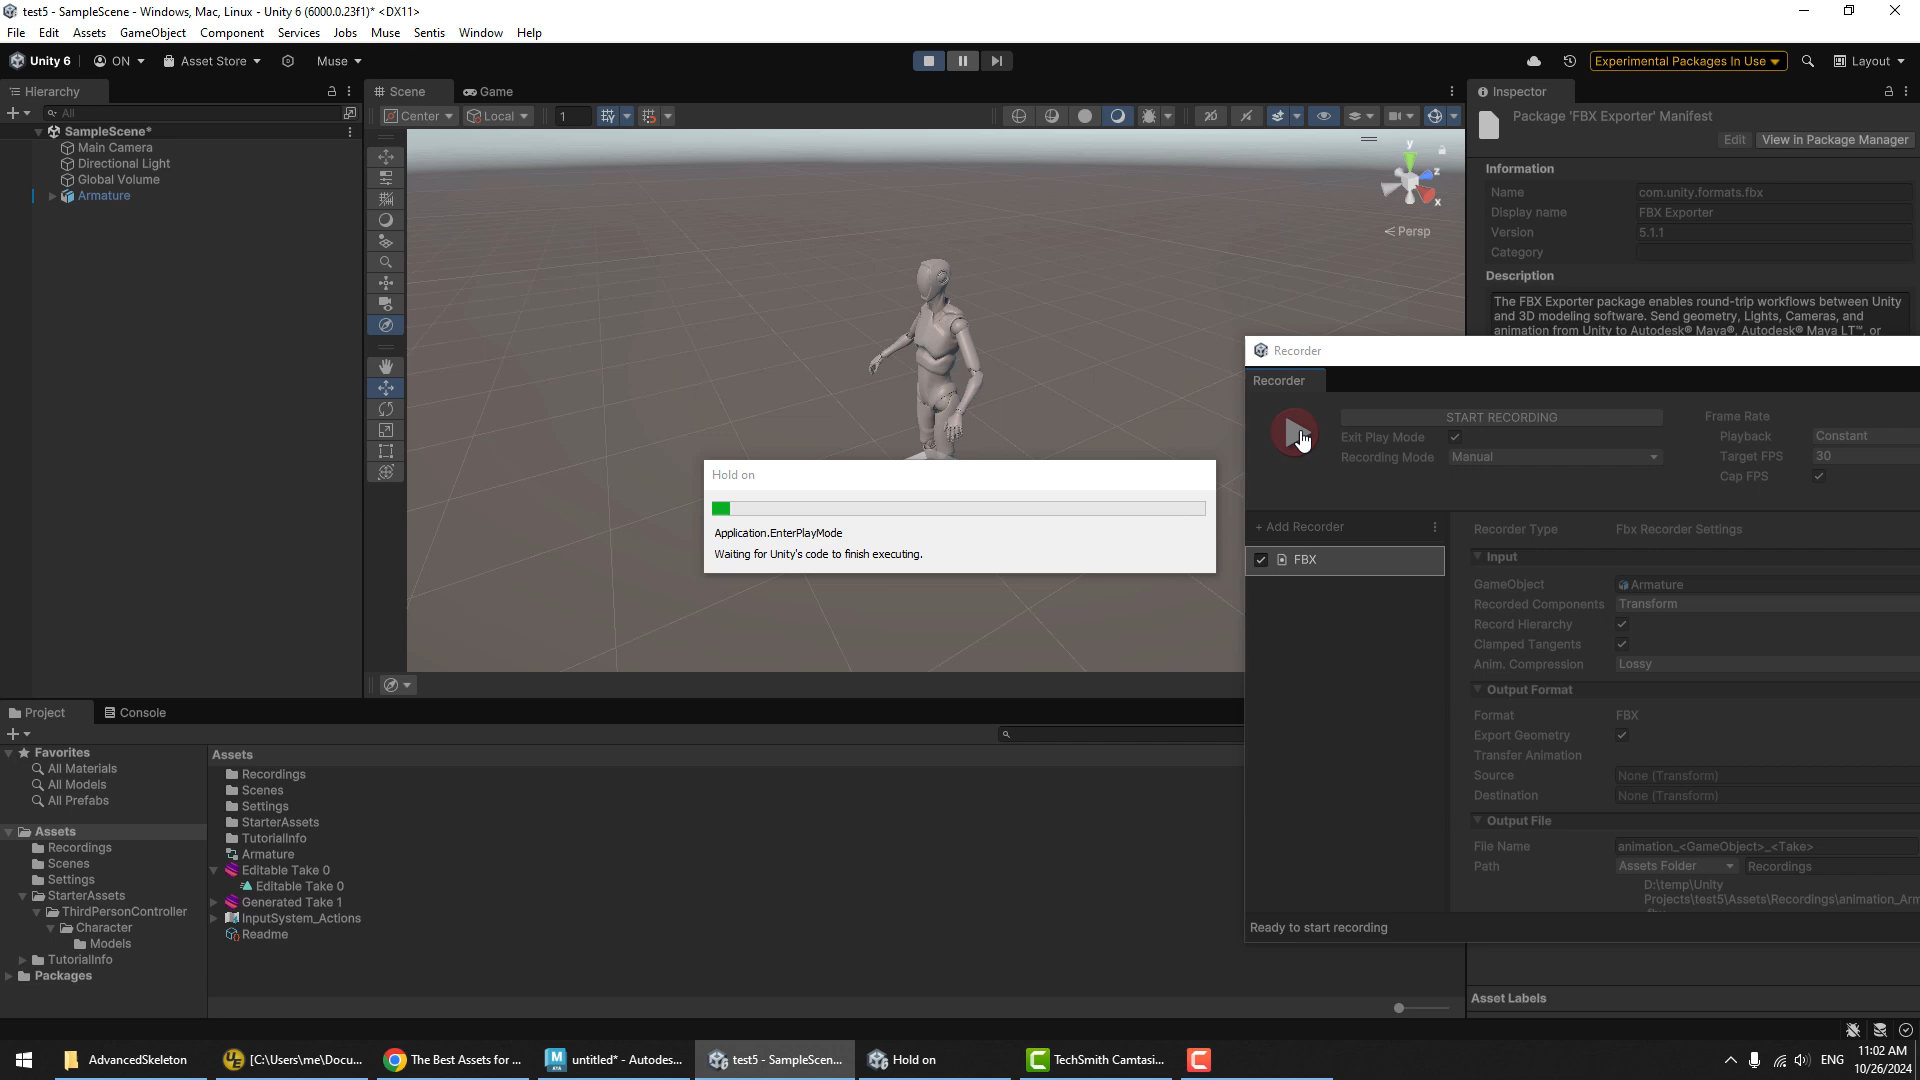 test5 - SampleScene - Windows, Mac, Linux - Unity 6 (6000.0.23f1)* <DX11>
File Edit Assets GameObject Component Services Jobs Muse Sentis Window Help
Unity 6 ON Asset Store Muse Experimental Packages In Use Layout
Hierarchy
Scene Game
Inspector
All
Center Local 1 2D
SampleScene*
Main Camera
Directional Light
Global Volume
Armature
y
z
x
Persp
Package 'FBX Exporter' Manifest
Edit View in Package Manager
Information
Name com.unity.formats.fbx
Display name FBX Exporter
Version 5.1.1
Category
Description
The FBX Exporter package enables round-trip workflows between Unity
and 3D modeling software. Send geometry, Lights, Cameras, and
animation from Unity to Autodesk® Maya®, Autodesk® Maya LT™, or
Recorder
Recorder
START RECORDING
Exit Play Mode
Recording Mode Manual
Frame Rate
Playback Constant
Target FPS 30
Cap FPS
+ Add Recorder
FBX
Recorder Type Fbx Recorder Settings
Input
GameObject Armature
Recorded Components Transform
Record Hierarchy
Clamped Tangents
Anim. Compression Lossy
Output Format
Format FBX
Export Geometry
Transfer Animation
Source None (Transform)
Destination None (Transform)
Output File
File Name animation_<GameObject>_<Take>
Path Assets Folder Recordings
D:\temp\Unity
Projects\test5\Assets\Recordings\animation_Arm
Ready to start recording
Hold on
Application.EnterPlayMode
Waiting for Unity's code to finish executing.
Project Console
Favorites
All Materials
All Models
All Prefabs
Assets
Recordings
Scenes
Settings
StarterAssets
ThirdPersonController
Character
Models
TutorialInfo
Packages
Assets
Recordings
Scenes
Settings
StarterAssets
TutorialInfo
Armature
Editable Take 0
Editable Take 0
Generated Take 1
InputSystem_Actions
Readme
Asset Labels
AdvancedSkeleton
[C:\Users\me\Docu...
The Best Assets for ...
untitled* - Autodes...
test5 - SampleScen...
Hold on
TechSmith Camtasi...
ENG
11:02 AM
10/26/2024